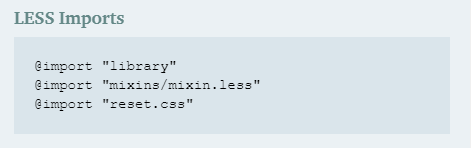 LESS Imports
@import "library"
@import "mixins/mixin.less"
@import "reset.css"